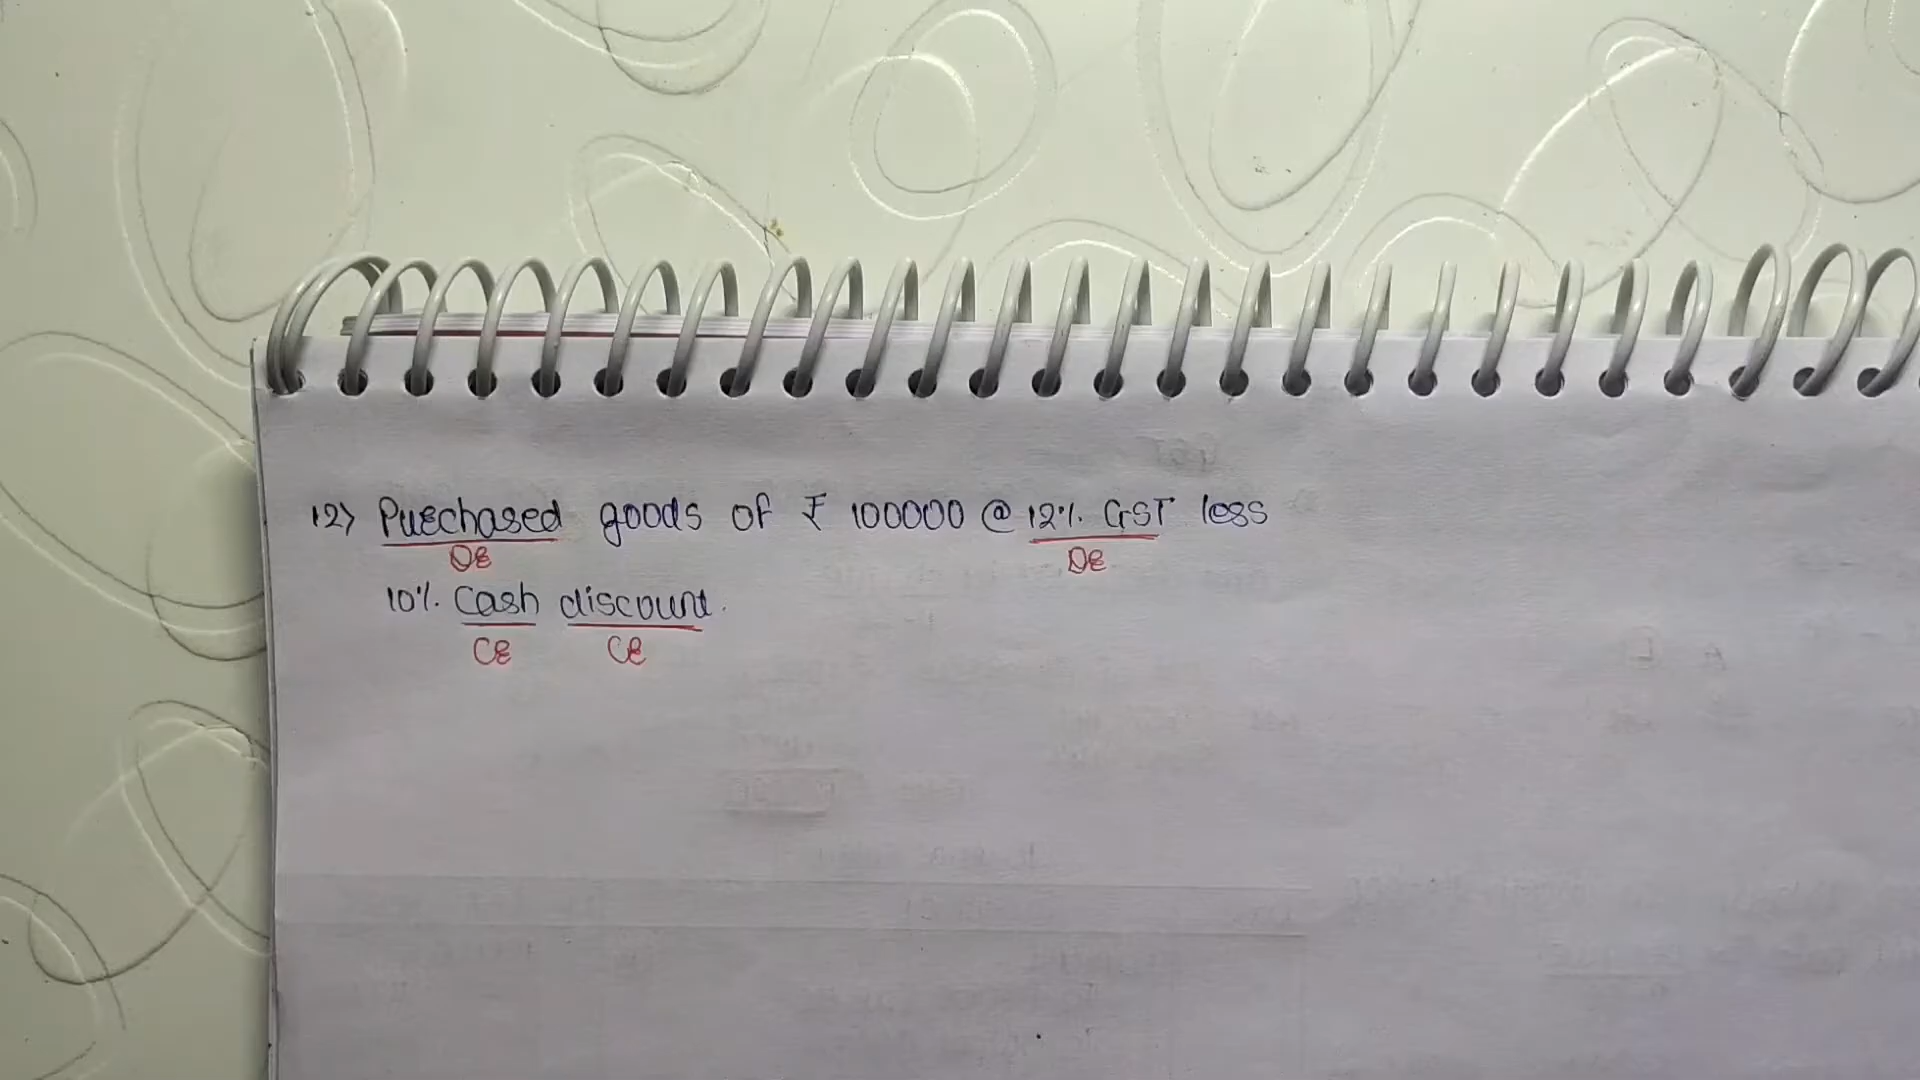 12) Purchased goods of ₹ 100000 @ 12% GST less
Dr Dr
10% Cash discount.
Cr Cr